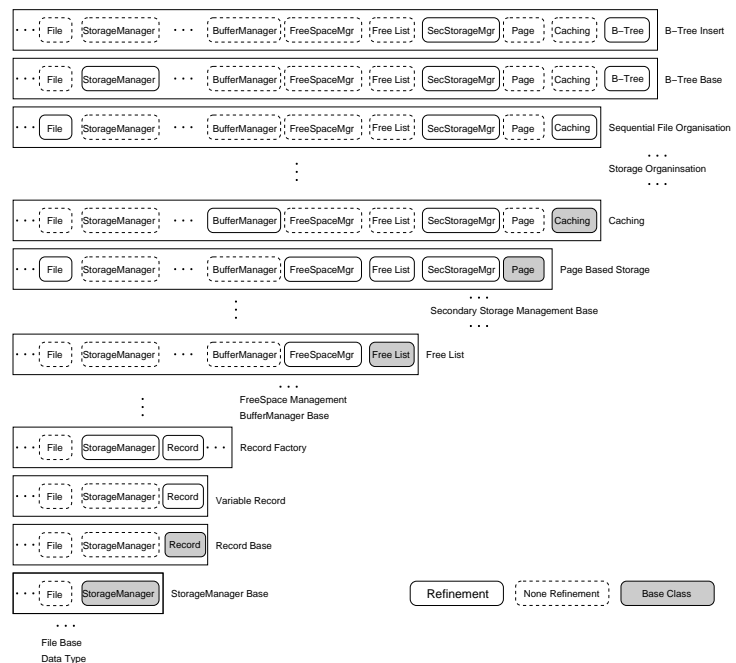 ··· File StorageManager ··· BufferManager FreeSpaceMgr Free List SecStorageMgr Page Caching B−Tree B−Tree Insert
··· File StorageManager ··· BufferManager FreeSpaceMgr Free List SecStorageMgr Page Caching B−Tree B−Tree Base
··· File StorageManager ··· BufferManager FreeSpaceMgr Free List SecStorageMgr Page Caching Sequential File Organisation
···
Storage Organinsation
···
··· File StorageManager ··· BufferManager FreeSpaceMgr Free List SecStorageMgr Page Caching Caching
··· File StorageManager ··· BufferManager FreeSpaceMgr Free List SecStorageMgr Page Page Based Storage
···
Secondary Storage Management Base
···
··· File StorageManager ··· BufferManager FreeSpaceMgr Free List Free List
···
FreeSpace Management
BufferManager Base
··· File StorageManager Record ··· Record Factory
··· File StorageManager Record Variable Record
··· File StorageManager Record Record Base
··· File StorageManager StorageManager Base
Refinement None Refinement Base Class
···
File Base
Data Type